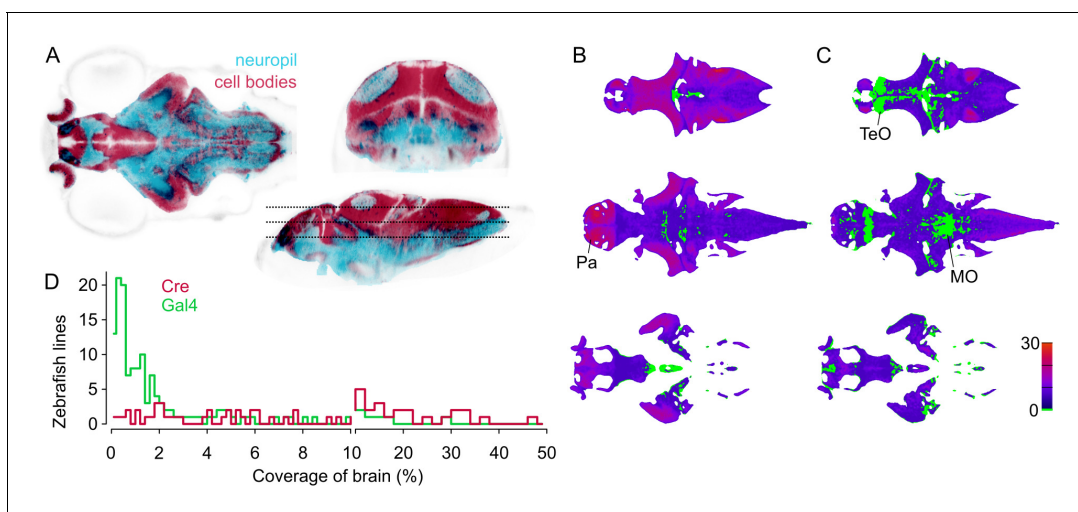 A
neuropil
cell bodies
B
C
TeO
Pa
MO
30
0
D
Cre
Gal4
Zebrafish lines
20
15
10
5
0
0
2
4
6
8
10
20
30
40
50
Coverage of brain (%)